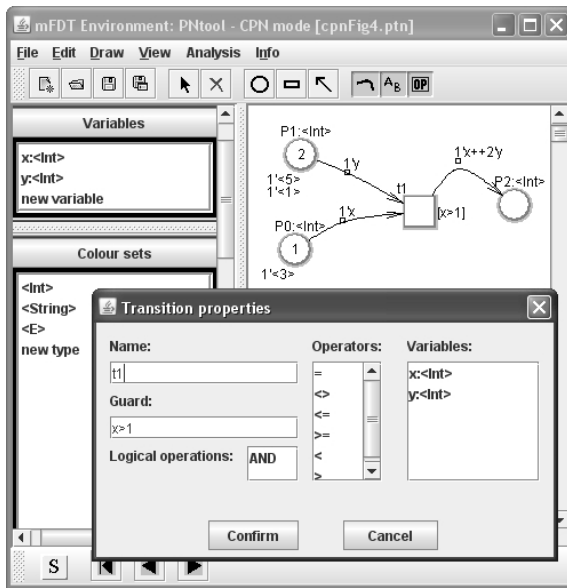 mFDT Environment: PNtool - CPN mode [cpnFig4.ptn]
File Edit Draw View Analysis Info
A B OP
Variables
x:<Int>
y:<Int>
new variable
Colour sets
<Int>
<String>
<E>
new type
P1:<Int>
2
1'<5>
1'<1>
1'y
t1
1'x++2'y
P2:<Int>
[x>1]
P0:<Int>
1
1'x
1'<3>
Transition properties
Name:
t1
Guard:
x>1
Logical operations: AND
Operators:
=
<>
<=
>=
<
>
Variables:
x:<Int>
y:<Int>
Confirm Cancel
S